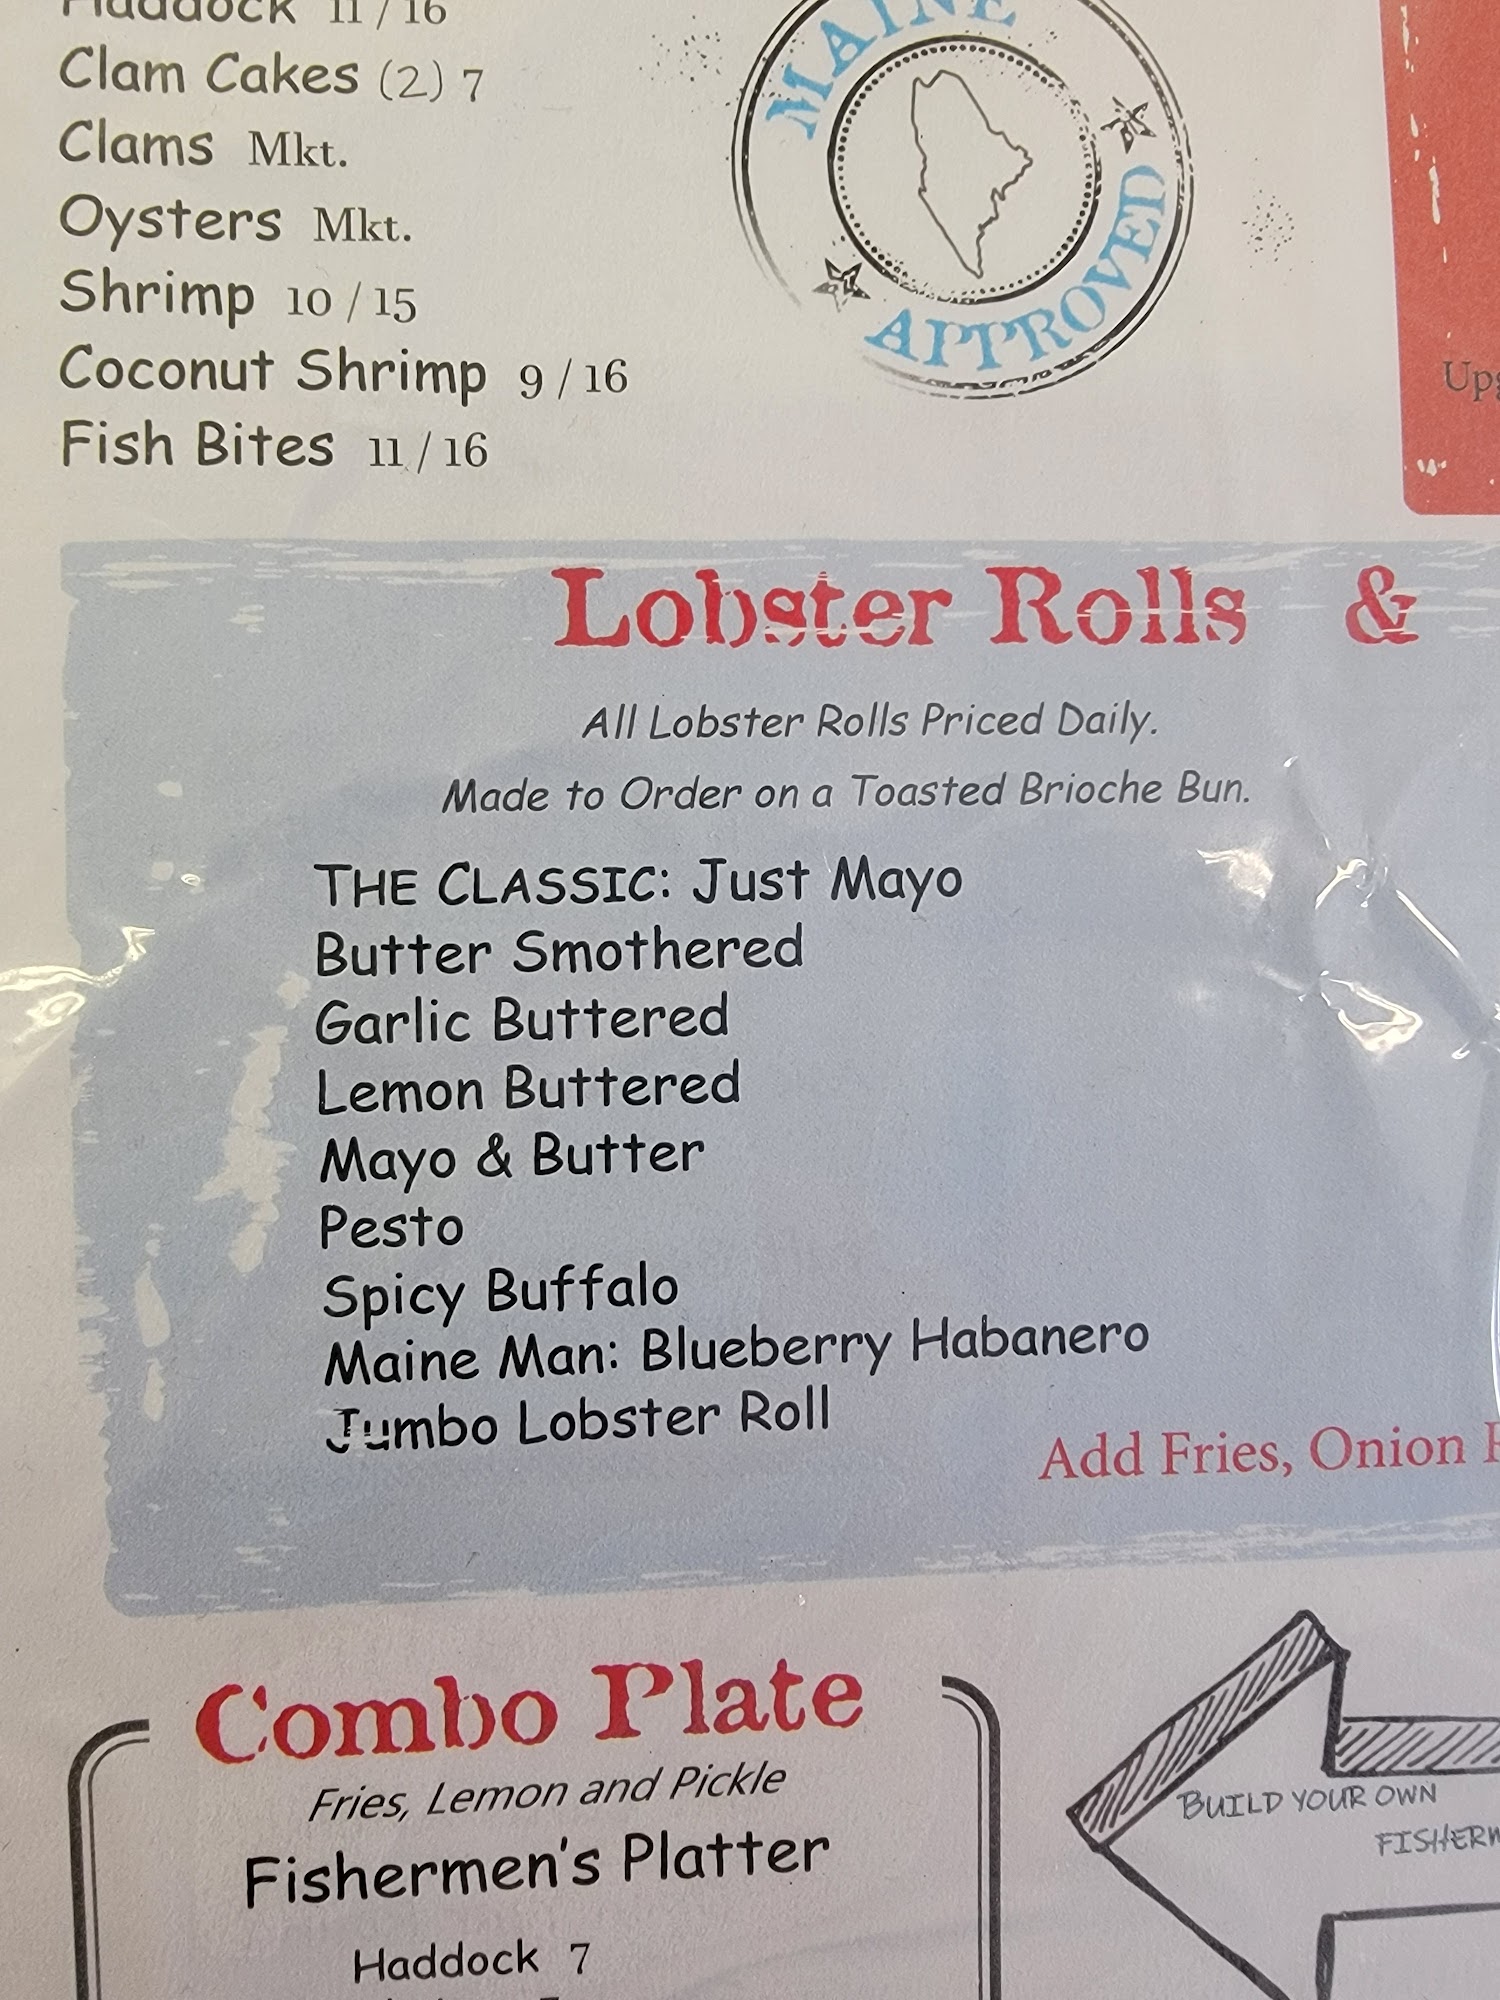 Haddock 11 / 16
Clam Cakes (2) 7
Clams Mkt.
Oysters Mkt.
Shrimp 10 / 15
Coconut Shrimp 9 / 16
Fish Bites 11 / 16
MAINE
APPROVED
Lobster Rolls &
All Lobster Rolls Priced Daily.
Made to Order on a Toasted Brioche Bun.
THE CLASSIC: Just Mayo
Butter Smothered
Garlic Buttered
Lemon Buttered
Mayo & Butter
Pesto
Spicy Buffalo
Maine Man: Blueberry Habanero
Jumbo Lobster Roll
Add Fries, Onion
Combo Plate
Fries, Lemon and Pickle
Fishermen's Platter
Haddock 7
BUILD YOUR OWN